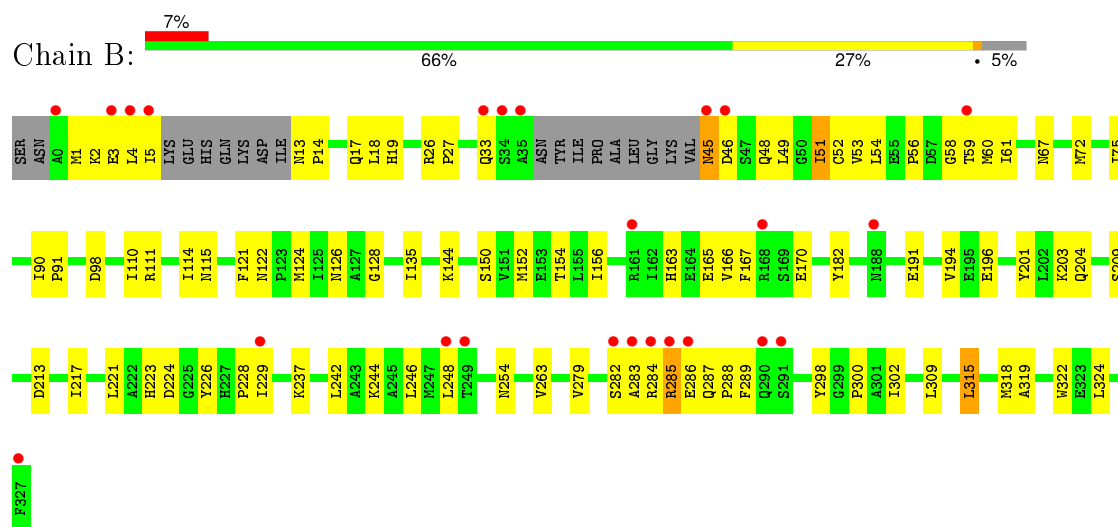 7%
Chain B:
66% 27% • 5%
SER ASN A0 M1 K2 E3 L4 I5 LYS GLU HIS GLN LYS ASP ILE N13 P14 Q17 L18 H19 R26 P27 Q33 S34 A35 ASN TYR ILE PRO ALA LEU GLY LYS VAL N45 D46 S47 Q48 L49 G50 I51 C52 V53 L54 E55 P56 D57 G58 T59 M60 I61 N67 M72 I75
I90 P91 D98 I110 R111 I114 N115 F121 N122 P123 M124 I125 N126 A127 G128 I135 K144 S150 V151 M152 E153 T154 L155 I156 R161 I162 H163 E164 E165 V166 F167 R168 S169 E170 Y182 N188 E191 V194 E195 E196 Y201 L202 K203 Q204
D213 I217 L221 A222 H223 D224 G225 Y226 H227 P228 I229 K237 L242 A243 K244 A245 L246 M247 L248 T249 N254 V263 V279 S282 A283 R284 R285 E286 Q287 P288 F289 Q290 S291 Y298 G299 P300 A301 I302 L309 L315 M318 A319 W322 E323 L324
F327